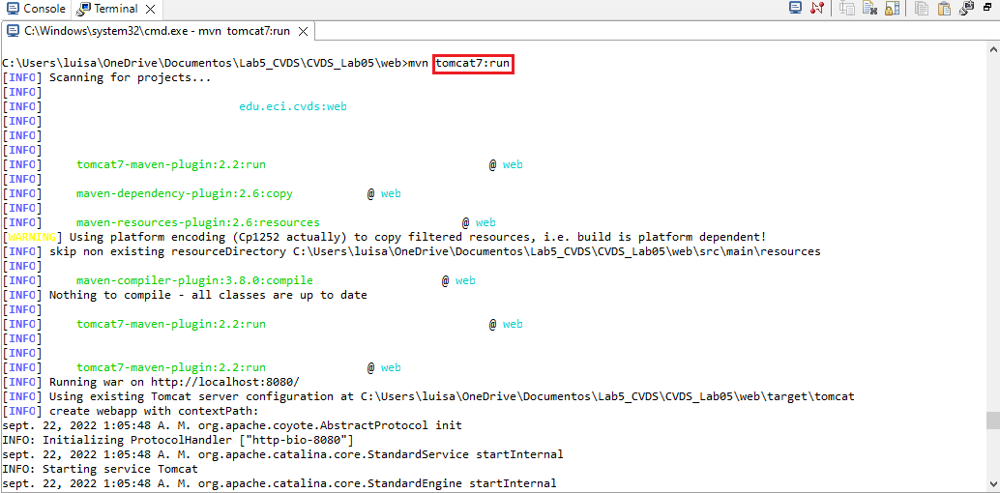 Console Terminal
C:\Windows\system32\cmd.exe - mvn tomcat7:run
C:\Users\luisa\OneDrive\Documentos\Lab5_CVDS\CVDS_Lab05\web>mvn tomcat7:run
[INFO] Scanning for projects...
[INFO]
[INFO] edu.eci.cvds:web
[INFO]
[INFO]
[INFO]
[INFO] tomcat7-maven-plugin:2.2:run @ web
[INFO]
[INFO] maven-dependency-plugin:2.6:copy @ web
[INFO]
[INFO] maven-resources-plugin:2.6:resources @ web
[WARNING] Using platform encoding (Cp1252 actually) to copy filtered resources, i.e. build is platform dependent!
[INFO] skip non existing resourceDirectory C:\Users\luisa\OneDrive\Documentos\Lab5_CVDS\CVDS_Lab05\web\src\main\resources
[INFO]
[INFO] maven-compiler-plugin:3.8.0:compile @ web
[INFO] Nothing to compile - all classes are up to date
[INFO]
[INFO] tomcat7-maven-plugin:2.2:run @ web
[INFO]
[INFO]
[INFO] tomcat7-maven-plugin:2.2:run @ web
[INFO] Running war on http://localhost:8080/
[INFO] Using existing Tomcat server configuration at C:\Users\luisa\OneDrive\Documentos\Lab5_CVDS\CVDS_Lab05\web\target\tomcat
[INFO] create webapp with contextPath:
sept. 22, 2022 1:05:48 A. M. org.apache.coyote.AbstractProtocol init
INFO: Initializing ProtocolHandler ["http-bio-8080"]
sept. 22, 2022 1:05:48 A. M. org.apache.catalina.core.StandardService startInternal
INFO: Starting service Tomcat
sept. 22, 2022 1:05:48 A. M. org.apache.catalina.core.StandardEngine startInternal